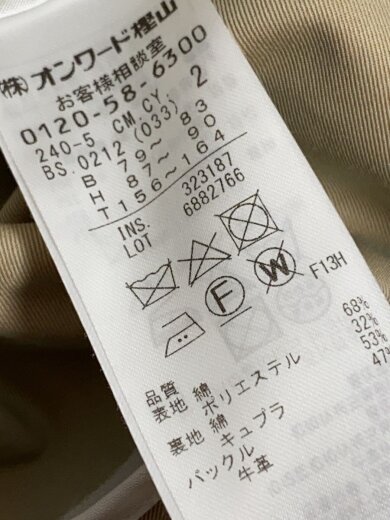 (株)オンワード樫山
お客様相談室
0120-58-6300
240-5 CM.CY 2
BS.0212(033)
B 79~ 83
H 87~ 90
T 156~164
INS. 323187
LOT 6882766
F W F13H
品質
表地 綿 68%
ポリエステル 32%
裏地 綿 53%
キュプラ 47%
バックル 牛革